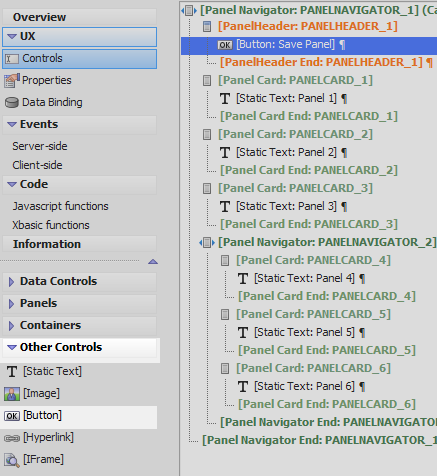 Overview
UX
Controls
Properties
Data Binding
Events
Server-side
Client-side
Code
Javascript functions
Xbasic functions
Information
Data Controls
Panels
Containers
Other Controls
[Static Text]
[Image]
OK [Button]
[Hyperlink]
[IFrame]
[Panel Navigator: PANELNAVIGATOR_1] (Ca
[PanelHeader: PANELHEADER_1]
OK [Button: Save Panel] ¶
[PanelHeader End: PANELHEADER_1] ¶
[Panel Card: PANELCARD_1]
T [Static Text: Panel 1] ¶
[Panel Card End: PANELCARD_1]
[Panel Card: PANELCARD_2]
T [Static Text: Panel 2] ¶
[Panel Card End: PANELCARD_2]
[Panel Card: PANELCARD_3]
T [Static Text: Panel 3] ¶
[Panel Card End: PANELCARD_3]
[Panel Navigator: PANELNAVIGATOR_2]
[Panel Card: PANELCARD_4]
T [Static Text: Panel 4] ¶
[Panel Card End: PANELCARD_4]
[Panel Card: PANELCARD_5]
T [Static Text: Panel 5] ¶
[Panel Card End: PANELCARD_5]
[Panel Card: PANELCARD_6]
T [Static Text: Panel 6] ¶
[Panel Card End: PANELCARD_6]
[Panel Navigator End: PANELNAVIGATO
[Panel Navigator End: PANELNAVIGATOR_1